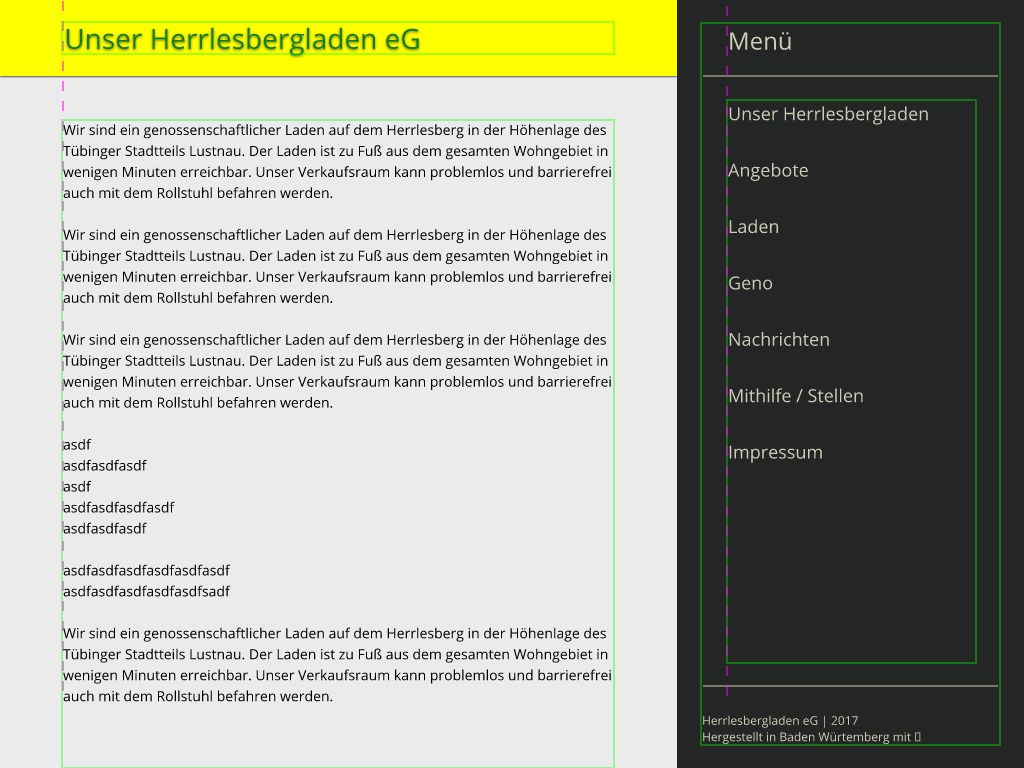 Unser Herrlesbergladen eG
Wir sind ein genossenschaftlicher Laden auf dem Herrlesberg in der Höhenlage des
Tübinger Stadtteils Lustnau. Der Laden ist zu Fuß aus dem gesamten Wohngebiet in
wenigen Minuten erreichbar. Unser Verkaufsraum kann problemlos und barrierefrei
auch mit dem Rollstuhl befahren werden.
Wir sind ein genossenschaftlicher Laden auf dem Herrlesberg in der Höhenlage des
Tübinger Stadtteils Lustnau. Der Laden ist zu Fuß aus dem gesamten Wohngebiet in
wenigen Minuten erreichbar. Unser Verkaufsraum kann problemlos und barrierefrei
auch mit dem Rollstuhl befahren werden.
Wir sind ein genossenschaftlicher Laden auf dem Herrlesberg in der Höhenlage des
Tübinger Stadtteils Lustnau. Der Laden ist zu Fuß aus dem gesamten Wohngebiet in
wenigen Minuten erreichbar. Unser Verkaufsraum kann problemlos und barrierefrei
auch mit dem Rollstuhl befahren werden.
asdf
asdfasdfasdf
asdf
asdfasdfasdfasdf
asdfasdfasdf
asdfasdfasdfasdfasdfasdf
asdfasdfasdfasdfasdfsadf
Wir sind ein genossenschaftlicher Laden auf dem Herrlesberg in der Höhenlage des
Tübinger Stadtteils Lustnau. Der Laden ist zu Fuß aus dem gesamten Wohngebiet in
wenigen Minuten erreichbar. Unser Verkaufsraum kann problemlos und barrierefrei
auch mit dem Rollstuhl befahren werden.
Menü
Unser Herrlesbergladen
Angebote
Laden
Geno
Nachrichten
Mithilfe / Stellen
Impressum
Herrlesbergladen eG | 2017
Hergestellt in Baden Würtemberg mit